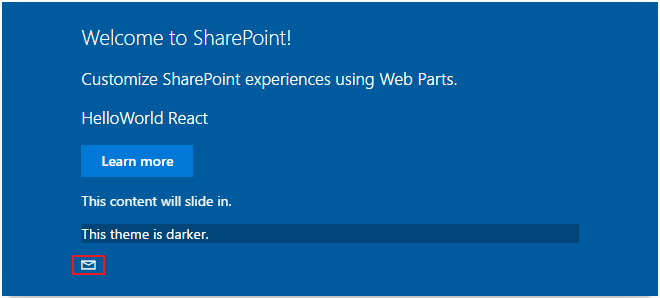 Welcome to SharePoint!
Customize SharePoint experiences using Web Parts.
HelloWorld React
Learn more
This content will slide in.
This theme is darker.